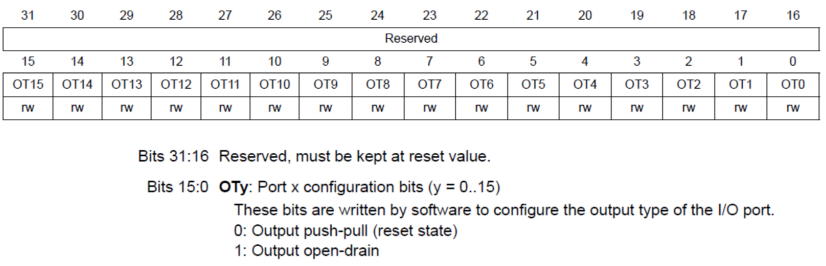 31 30 29 28 27 26 25 24 23 22 21 20 19 18 17 16
Reserved
15 14 13 12 11 10 9 8 7 6 5 4 3 2 1 0
OT15 OT14 OT13 OT12 OT11 OT10 OT9 OT8 OT7 OT6 OT5 OT4 OT3 OT2 OT1 OT0
rw rw rw rw rw rw rw rw rw rw rw rw rw rw rw rw
Bits 31:16 Reserved, must be kept at reset value.
Bits 15:0 OTy: Port x configuration bits (y = 0..15)
These bits are written by software to configure the output type of the I/O port.
0: Output push-pull (reset state)
1: Output open-drain